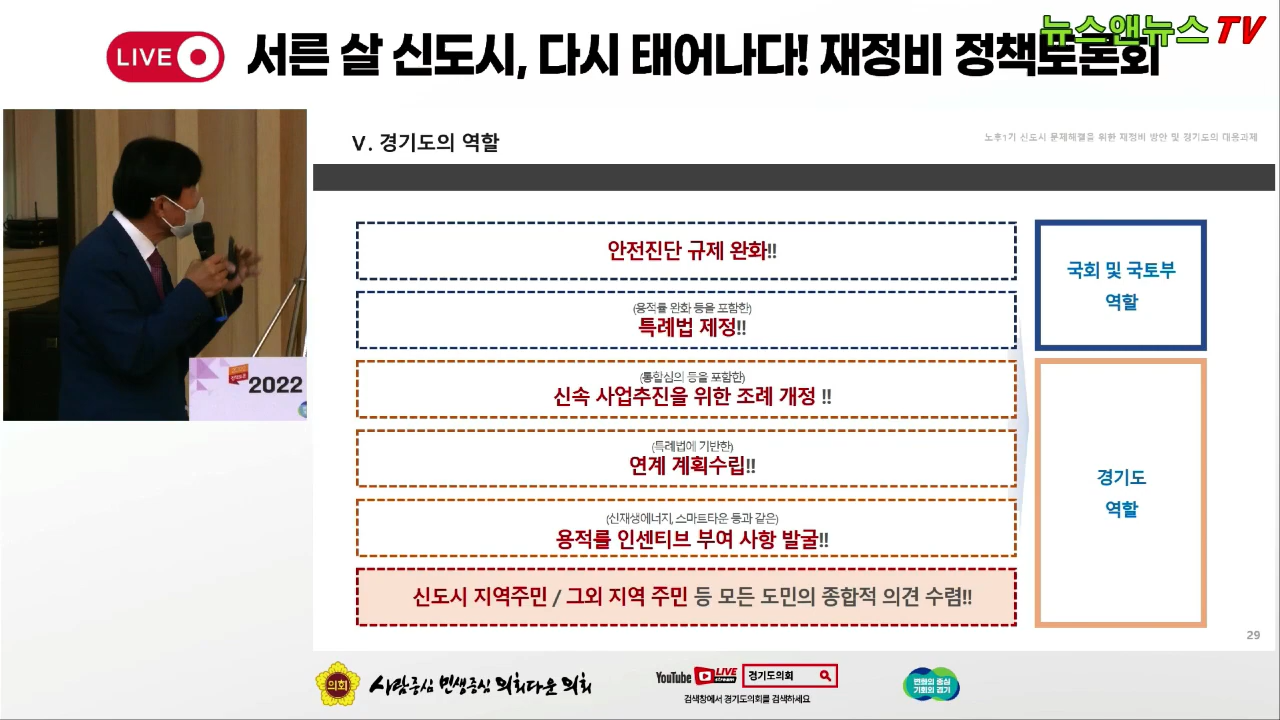 LIVE
서른 살 신도시, 다시 태어나다! 재정비 정책토론회
뉴스앤뉴스 TV
Ⅴ. 경기도의 역할
노후1기 신도시 문제해결을 위한 재정비 방안 및 경기도의 대응과제
안전진단 규제 완화!!
(용적률 완화 등을 포함한)
특례법 제정!!
국회 및 국토부
역할
(통합심의 등을 포함한)
신속 사업추진을 위한 조례 개정 !!
(특례법에 기반한)
연계 계획수립!!
(신재생에너지, 스마트타운 등과 같은)
용적률 인센티브 부여 사항 발굴!!
신도시 지역주민 / 그외 지역 주민 등 모든 도민의 종합적 의견 수렴!!
경기도
역할
29
2022
의회
사람중심 민생중심 의회다운 의회
YouTube LIVE stream 경기도의회
검색창에서 경기도의회를 검색하세요
변화의 중심
기회의 경기